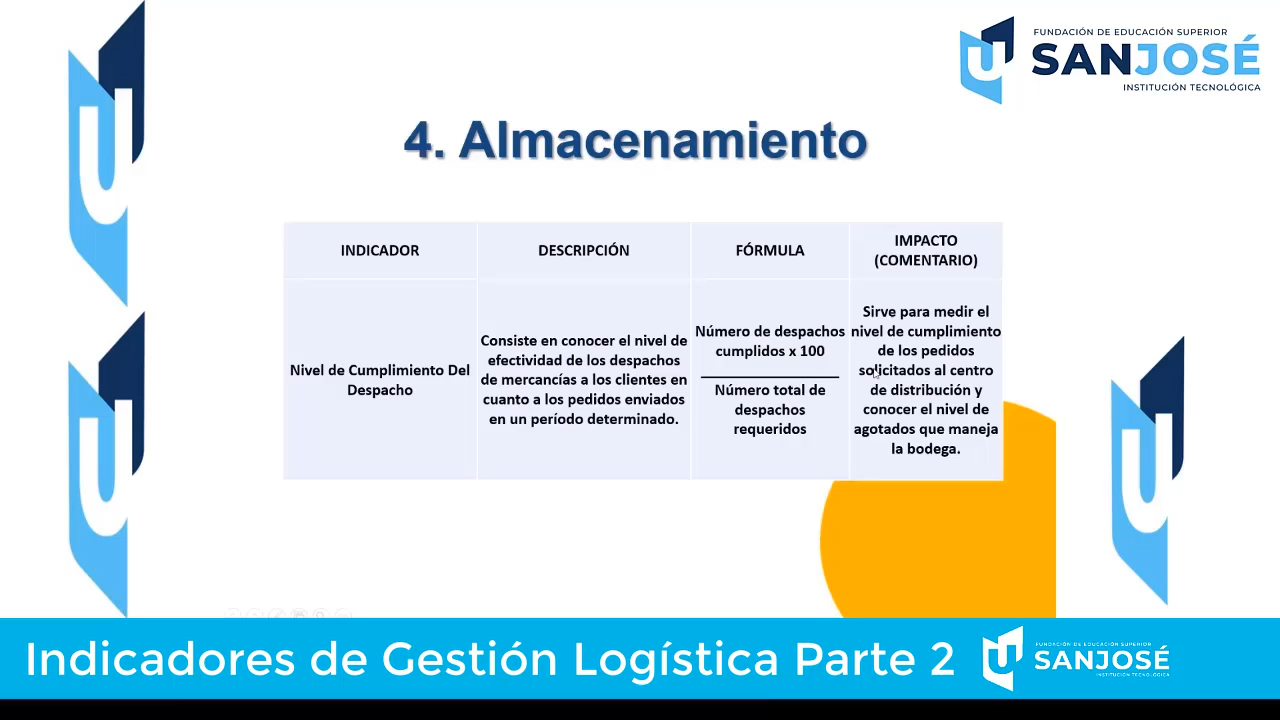 FUNDACIÓN DE EDUCACIÓN SUPERIOR
SANJOSÉ
INSTITUCIÓN TECNOLÓGICA
4. Almacenamiento
INDICADOR
DESCRIPCIÓN
FÓRMULA
IMPACTO
(COMENTARIO)
Nivel de Cumplimiento Del
Despacho
Consiste en conocer el nivel de
efectividad de los despachos
de mercancías a los clientes en
cuanto a los pedidos enviados
en un período determinado.
Número de despachos
cumplidos x 100
Número total de
despachos
requeridos
Sirve para medir el
nivel de cumplimiento
de los pedidos
solicitados al centro
de distribución y
conocer el nivel de
agotados que maneja
la bodega.
Indicadores de Gestión Logística Parte 2
FUNDACIÓN DE EDUCACIÓN SUPERIOR
SANJOSÉ
INSTITUCIÓN TECNOLÓGICA